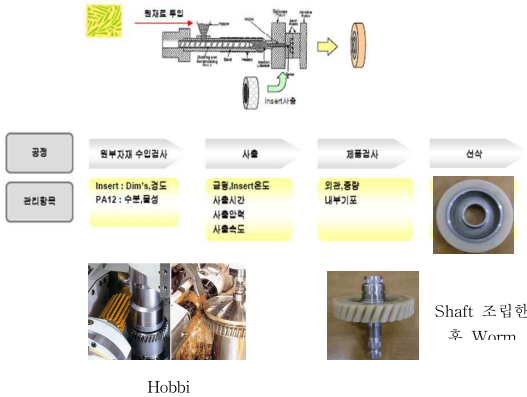 원재료 투입
Insert사출
공정
원부자재 수입검사
사출
제품검사
선삭
관리항목
Insert : Dim's,경도
PA12 : 수분,물성
금형,Insert온도
사출시간
사출압력
사출속도
외관,중량
내부기포
Shaft 조립한
후 Worm
Hobbi